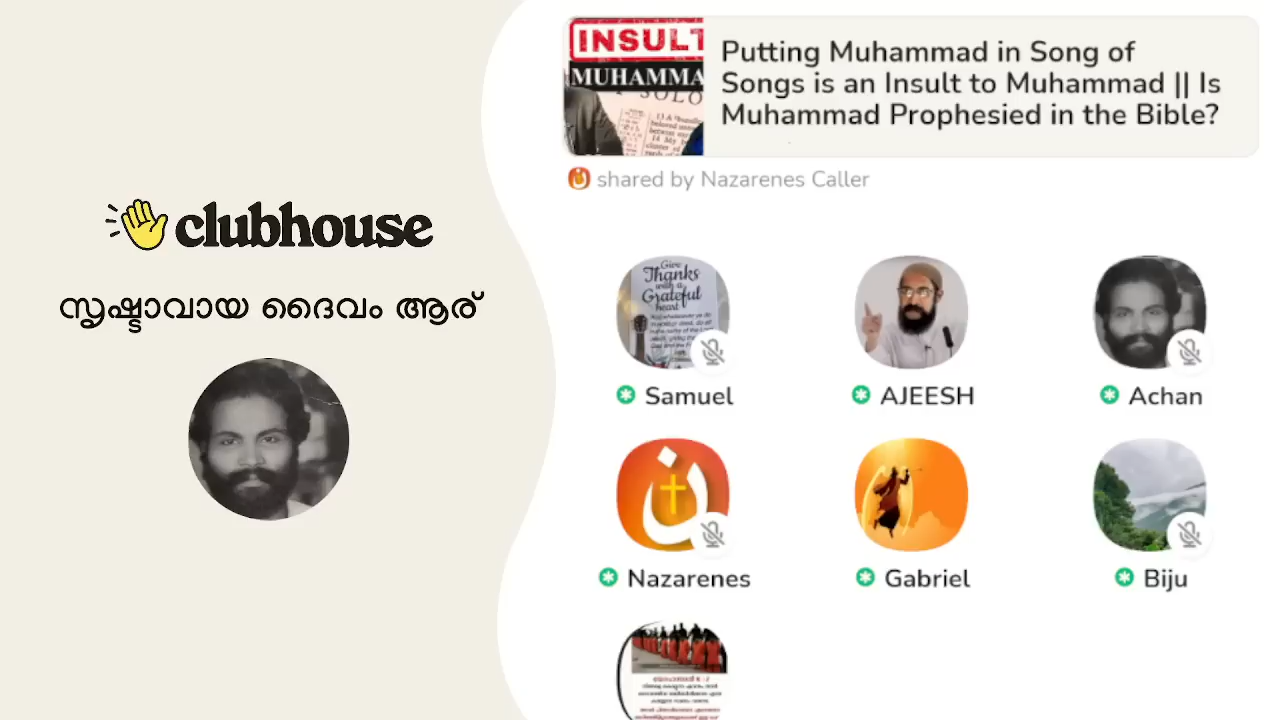 clubhouse
സൃഷ്ടാവായ ദൈവം ആര്
INSULT
MUHAMMA
SOLO
Putting Muhammad in Song of
Songs is an Insult to Muhammad || Is
Muhammad Prophesied in the Bible?
shared by Nazarenes Caller
Give
Thanks
with a
Grateful
heart
Samuel
AJEESH
Achan
Nazarenes
Gabriel
Biju